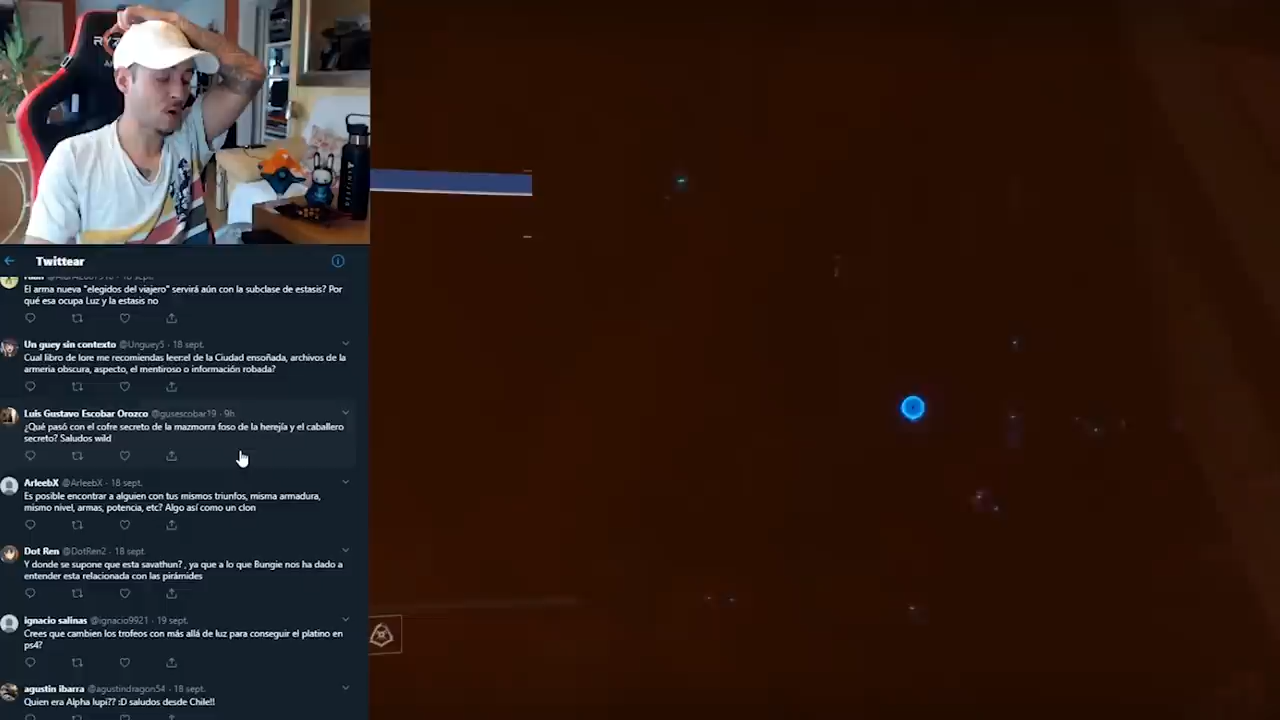 RYZ
Twittear
18 sept.
El arma nueva "elegidos del viajero" servirá aún con la subclase de estasis? Por
qué esa ocupa Luz y la estasis no
Un guey sin contexto @Unguey5 · 18 sept.
Cual libro de lore me recomiendas leer:el de la Ciudad ensoñada, archivos de la
armeria obscura, aspecto, el mentiroso o información robada?
Luis Gustavo Escobar Orozco @gusescobar19 · 9h
¿Qué pasó con el cofre secreto de la mazmorra foso de la herejía y el caballero
secreto? Saludos wild
ArleebX @ArleebX · 18 sept.
Es posible encontrar a alguien con tus mismos triunfos, misma armadura,
mismo nivel, armas, potencia, etc? Algo así como un clon
Dot Ren @DotRen2 · 18 sept.
Y donde se supone que esta savathun? , ya que a lo que Bungie nos ha dado a
entender esta relacionada con las pirámides
ignacio salinas @ignacio9921 · 19 sept.
Crees que cambien los trofeos con más allá de luz para conseguir el platino en
ps4?
agustin ibarra @agustindragon54 · 18 sept.
Quien era Alpha lupi?? :D saludos desde Chile!!